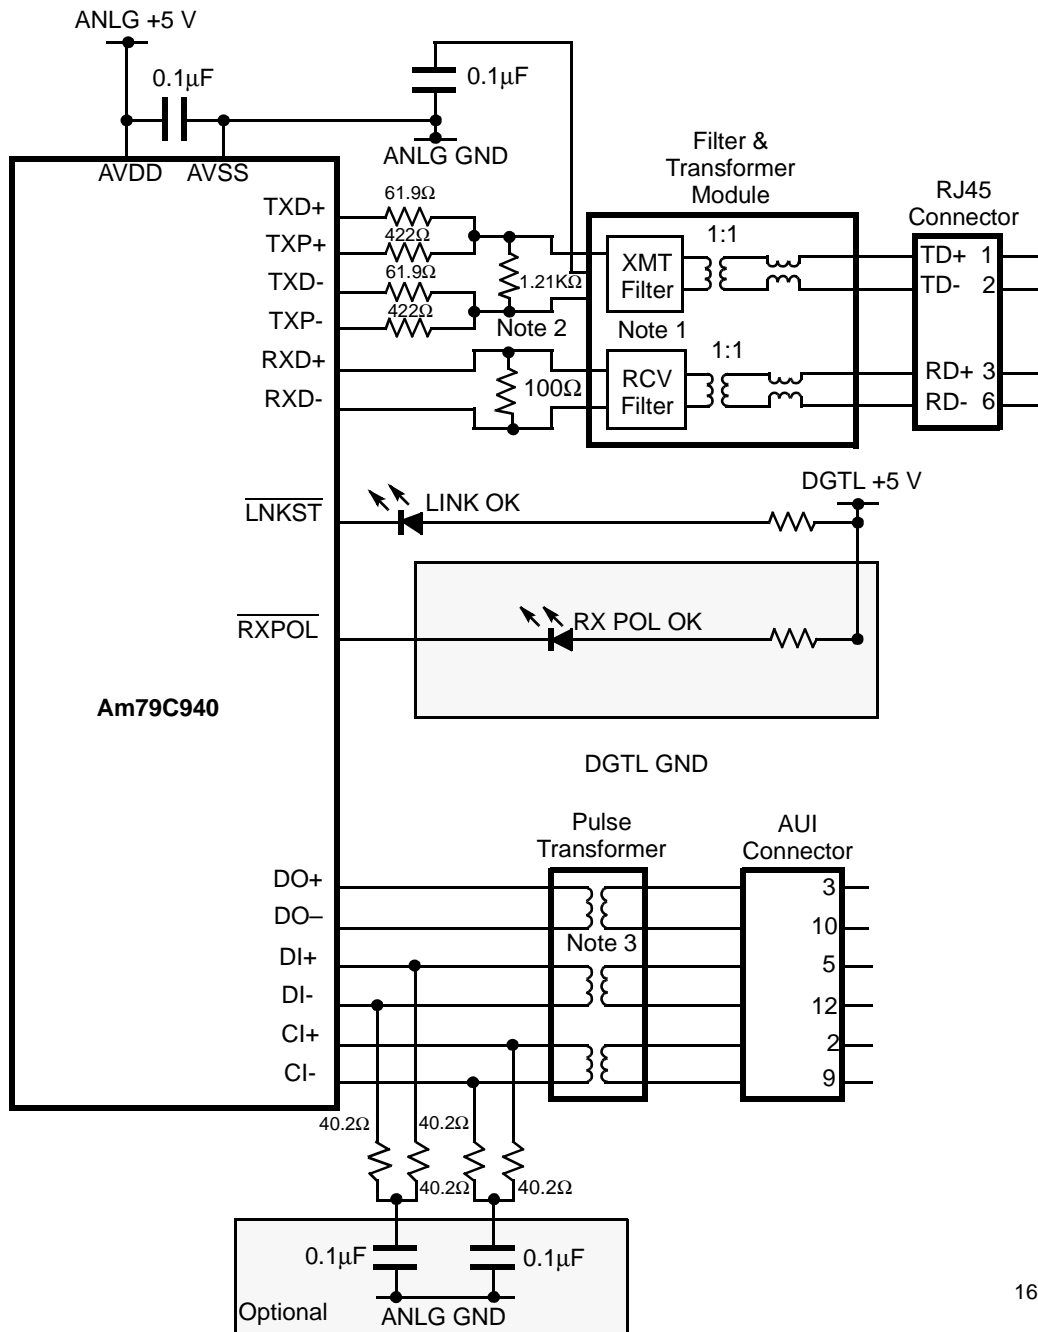 ANLG +5 V
0.1µF
0.1µF
ANLG GND
AVDD AVSS
Filter &
Transformer
Module
RJ45
Connector
TXD+
61.9Ω
TXP+
422Ω
TXD-
61.9Ω
TXP-
422Ω
1.21KΩ
Note 2
XMT
Filter
1:1
TD+ 1
TD- 2
Note 1
RXD+
RXD-
100Ω
RCV
Filter
1:1
RD+ 3
RD- 6
DGTL +5 V
LNKST
LINK OK
RXPOL
RX POL OK
Am79C940
DGTL GND
Pulse
Transformer
AUI
Connector
DO+
3
DO–
10
Note 3
DI+
5
DI-
12
CI+
2
CI-
9
40.2Ω
40.2Ω
40.2Ω
40.2Ω
0.1µF
0.1µF
Optional
ANLG GND
16